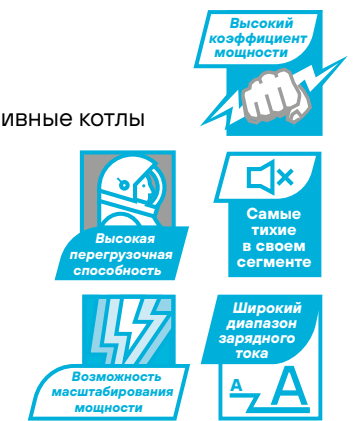 Высокий
коэффициент
мощности
ивные котлы
Высокая
перегрузочная
способность
Самые
тихие
в своем
сегменте
Возможность
масштабирования
мощности
Широкий
диапазон
зарядного
тока
A A